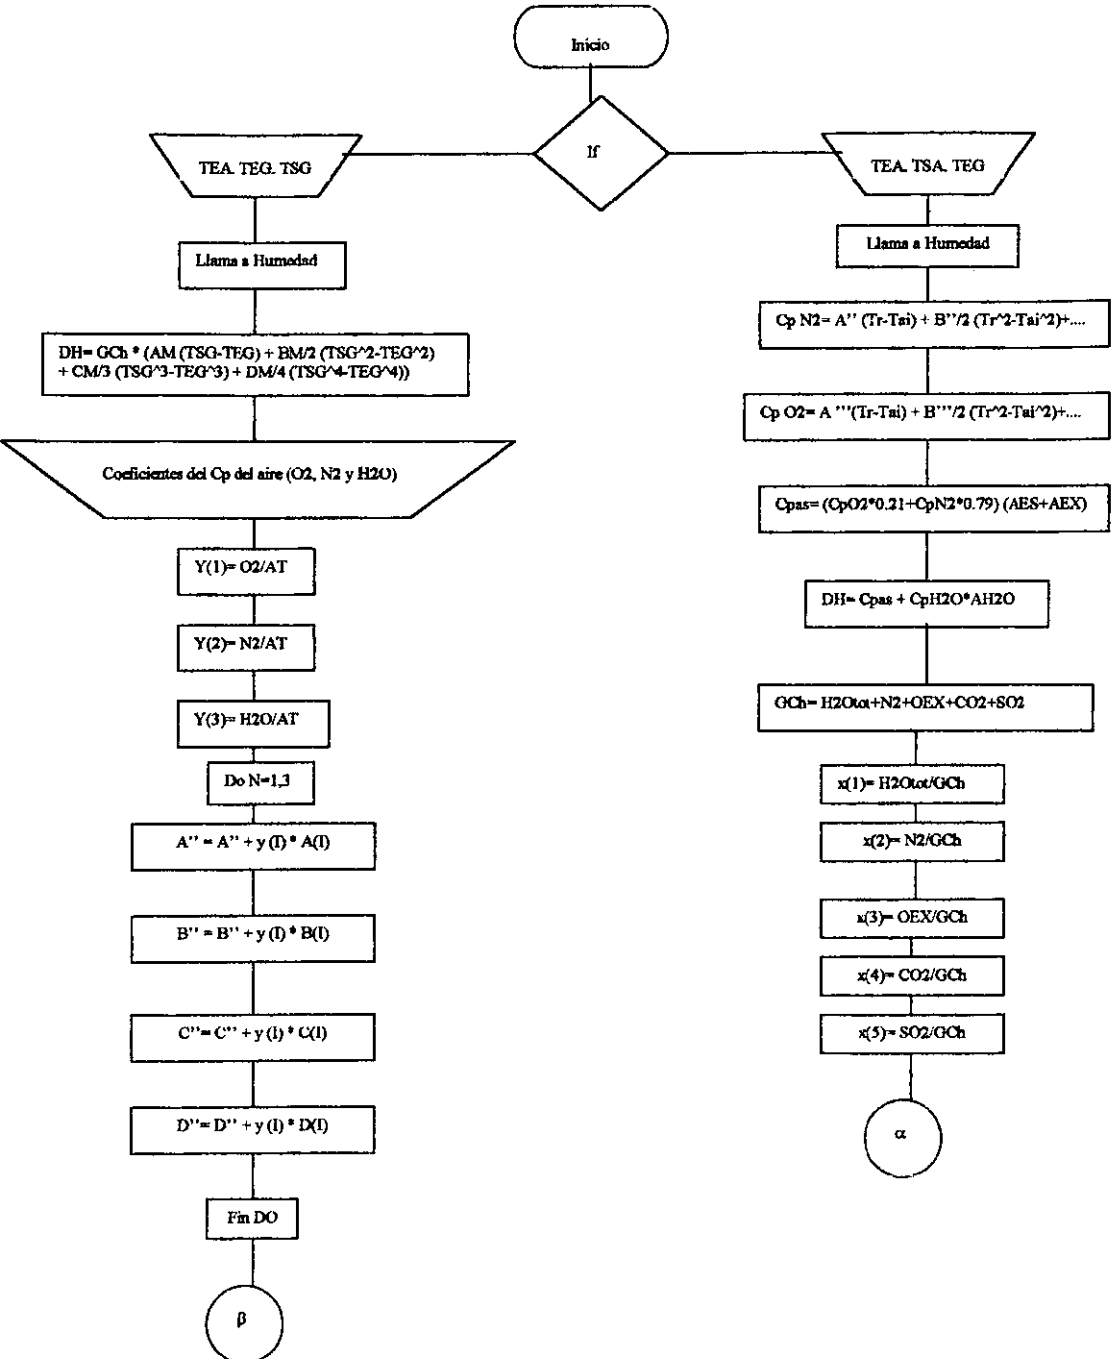 Inicio
If
TEA. TEG. TSG
Llama a Humedad
DH= GCh * (AM (TSG-TEG) + BM/2 (TSG^2-TEG^2)
+ CM/3 (TSG^3-TEG^3) + DM/4 (TSG^4-TEG^4))
Coeficientes del Cp del aire (O2, N2 y H2O)
Y(1)= O2/AT
Y(2)= N2/AT
Y(3)= H2O/AT
Do N=1,3
A'' = A'' + y (I) * A(I)
B'' = B'' + y (I) * B(I)
C''= C'' + y (I) * C(I)
D''= D'' + y (I) * D(I)
Fin DO
β
TEA. TSA. TEG
Llama a Humedad
Cp N2= A'' (Tr-Tai) + B''/2 (Tr^2-Tai^2)+....
Cp O2= A '''(Tr-Tai) + B'''/2 (Tr^2-Tai^2)+....
Cpas= (CpO2*0.21+CpN2*0.79) (AES+AEX)
DH= Cpas + CpH2O*AH2O
GCh= H2Otot+N2+OEX+CO2+SO2
x(1)= H2Otot/GCh
x(2)= N2/GCh
x(3)= OEX/GCh
x(4)= CO2/GCh
x(5)= SO2/GCh
α